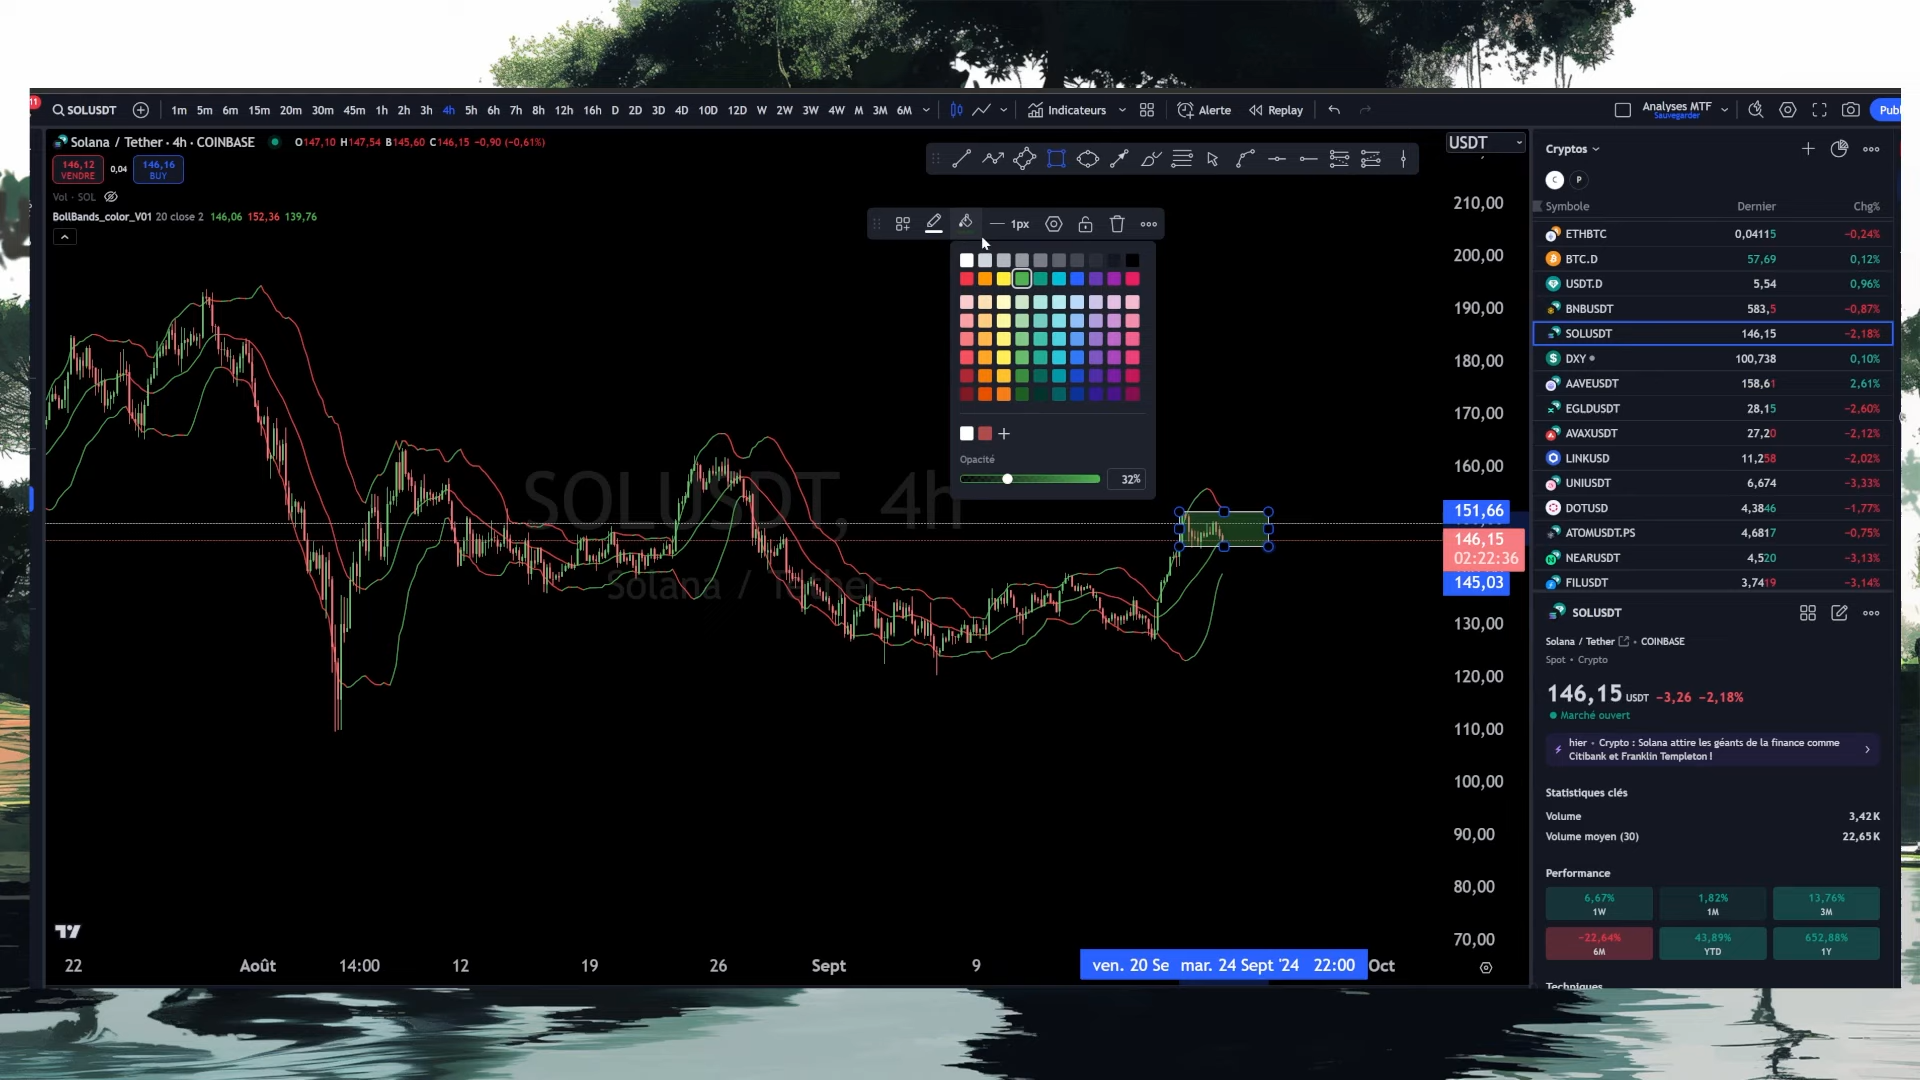 11
SOLUSDT
1m 5m 6m 15m 20m 30m 45m 1h 2h 3h 4h 5h 6h 7h 8h 12h 16h D 2D 3D 4D 10D 12D W 2W 3W 4W M 3M 6M
Indicateurs
Alerte
Replay
Analyses MTF
Sauvegarder
Publ
Solana / Tether · 4h · COINBASE
O147,10 H147,54 B145,60 C146,15 −0,90 (−0,61%)
146,12
VENDRE
0,04
146,16
BUY
Vol · SOL
BollBands_color_V01 20 close 2 146,06 152,36 139,76
1px
Opacité
32%
SOLUSDT, 4h
Solana / Tether
USDT
210,00
200,00
190,00
180,00
170,00
160,00
151,66
146,15
02:22:36
145,03
130,00
120,00
110,00
100,00
90,00
80,00
70,00
22 Août 14:00 12 19 26 Sept 9 ven. 20 Se mar. 24 Sept '24 22:00 Oct
Cryptos
C P
Symbole Dernier Chg%
ETHBTC 0,04115 −0,24%
BTC.D 57,69 0,12%
USDT.D 5,54 0,96%
BNBUSDT 583,5 −0,87%
SOLUSDT 146,15 −2,18%
DXY 100,738 0,10%
AAVEUSDT 158,61 2,61%
EGLDUSDT 28,15 −2,60%
AVAXUSDT 27,20 −2,12%
LINKUSD 11,258 −2,02%
UNIUSDT 6,674 −3,33%
DOTUSD 4,3846 −1,77%
ATOMUSDT.PS 4,6817 −0,75%
NEARUSDT 4,520 −3,13%
FILUSDT 3,7419 −3,14%
SOLUSDT
Solana / Tether • COINBASE
Spot • Crypto
146,15 USDT −3,26 −2,18%
Marché ouvert
hier • Crypto : Solana attire les géants de la finance comme
Citibank et Franklin Templeton !
Statistiques clés
Volume 3,42K
Volume moyen (30) 22,65K
Performance
6,67% 1,82% 13,76%
1W 1M 3M
−22,64% 43,89% 652,88%
6M YTD 1Y
Techniques